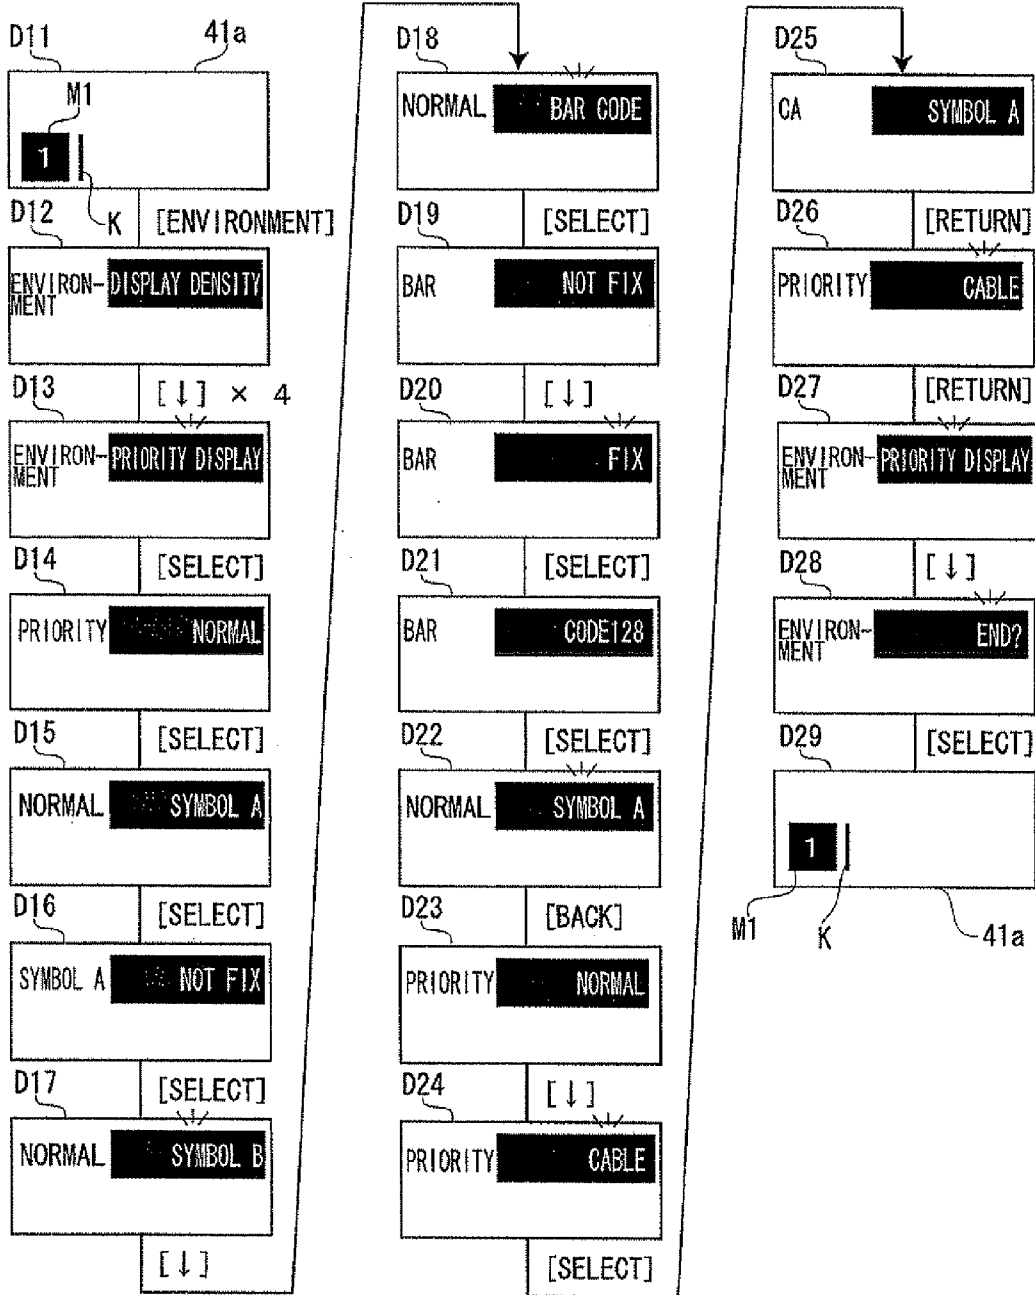 D11
41a
M1
1
K
[ENVIRONMENT]
D12
ENVIRON-
MENT
DISPLAY DENSITY
[↓] × 4
D13
ENVIRON-
MENT
PRIORITY DISPLAY
[SELECT]
D14
PRIORITY
NORMAL
[SELECT]
D15
NORMAL
SYMBOL A
[SELECT]
D16
SYMBOL A
NOT FIX
[SELECT]
D17
NORMAL
SYMBOL B
[↓]
D18
NORMAL
BAR CODE
[SELECT]
D19
BAR
NOT FIX
[↓]
D20
BAR
FIX
[SELECT]
D21
BAR
CODE128
[SELECT]
D22
NORMAL
SYMBOL A
[BACK]
D23
PRIORITY
NORMAL
[↓]
D24
PRIORITY
CABLE
[SELECT]
D25
CA
SYMBOL A
[RETURN]
D26
PRIORITY
CABLE
[RETURN]
D27
ENVIRON-
MENT
PRIORITY DISPLAY
[↓]
D28
ENVIRON-
MENT
END?
[SELECT]
D29
1
M1
K
41a